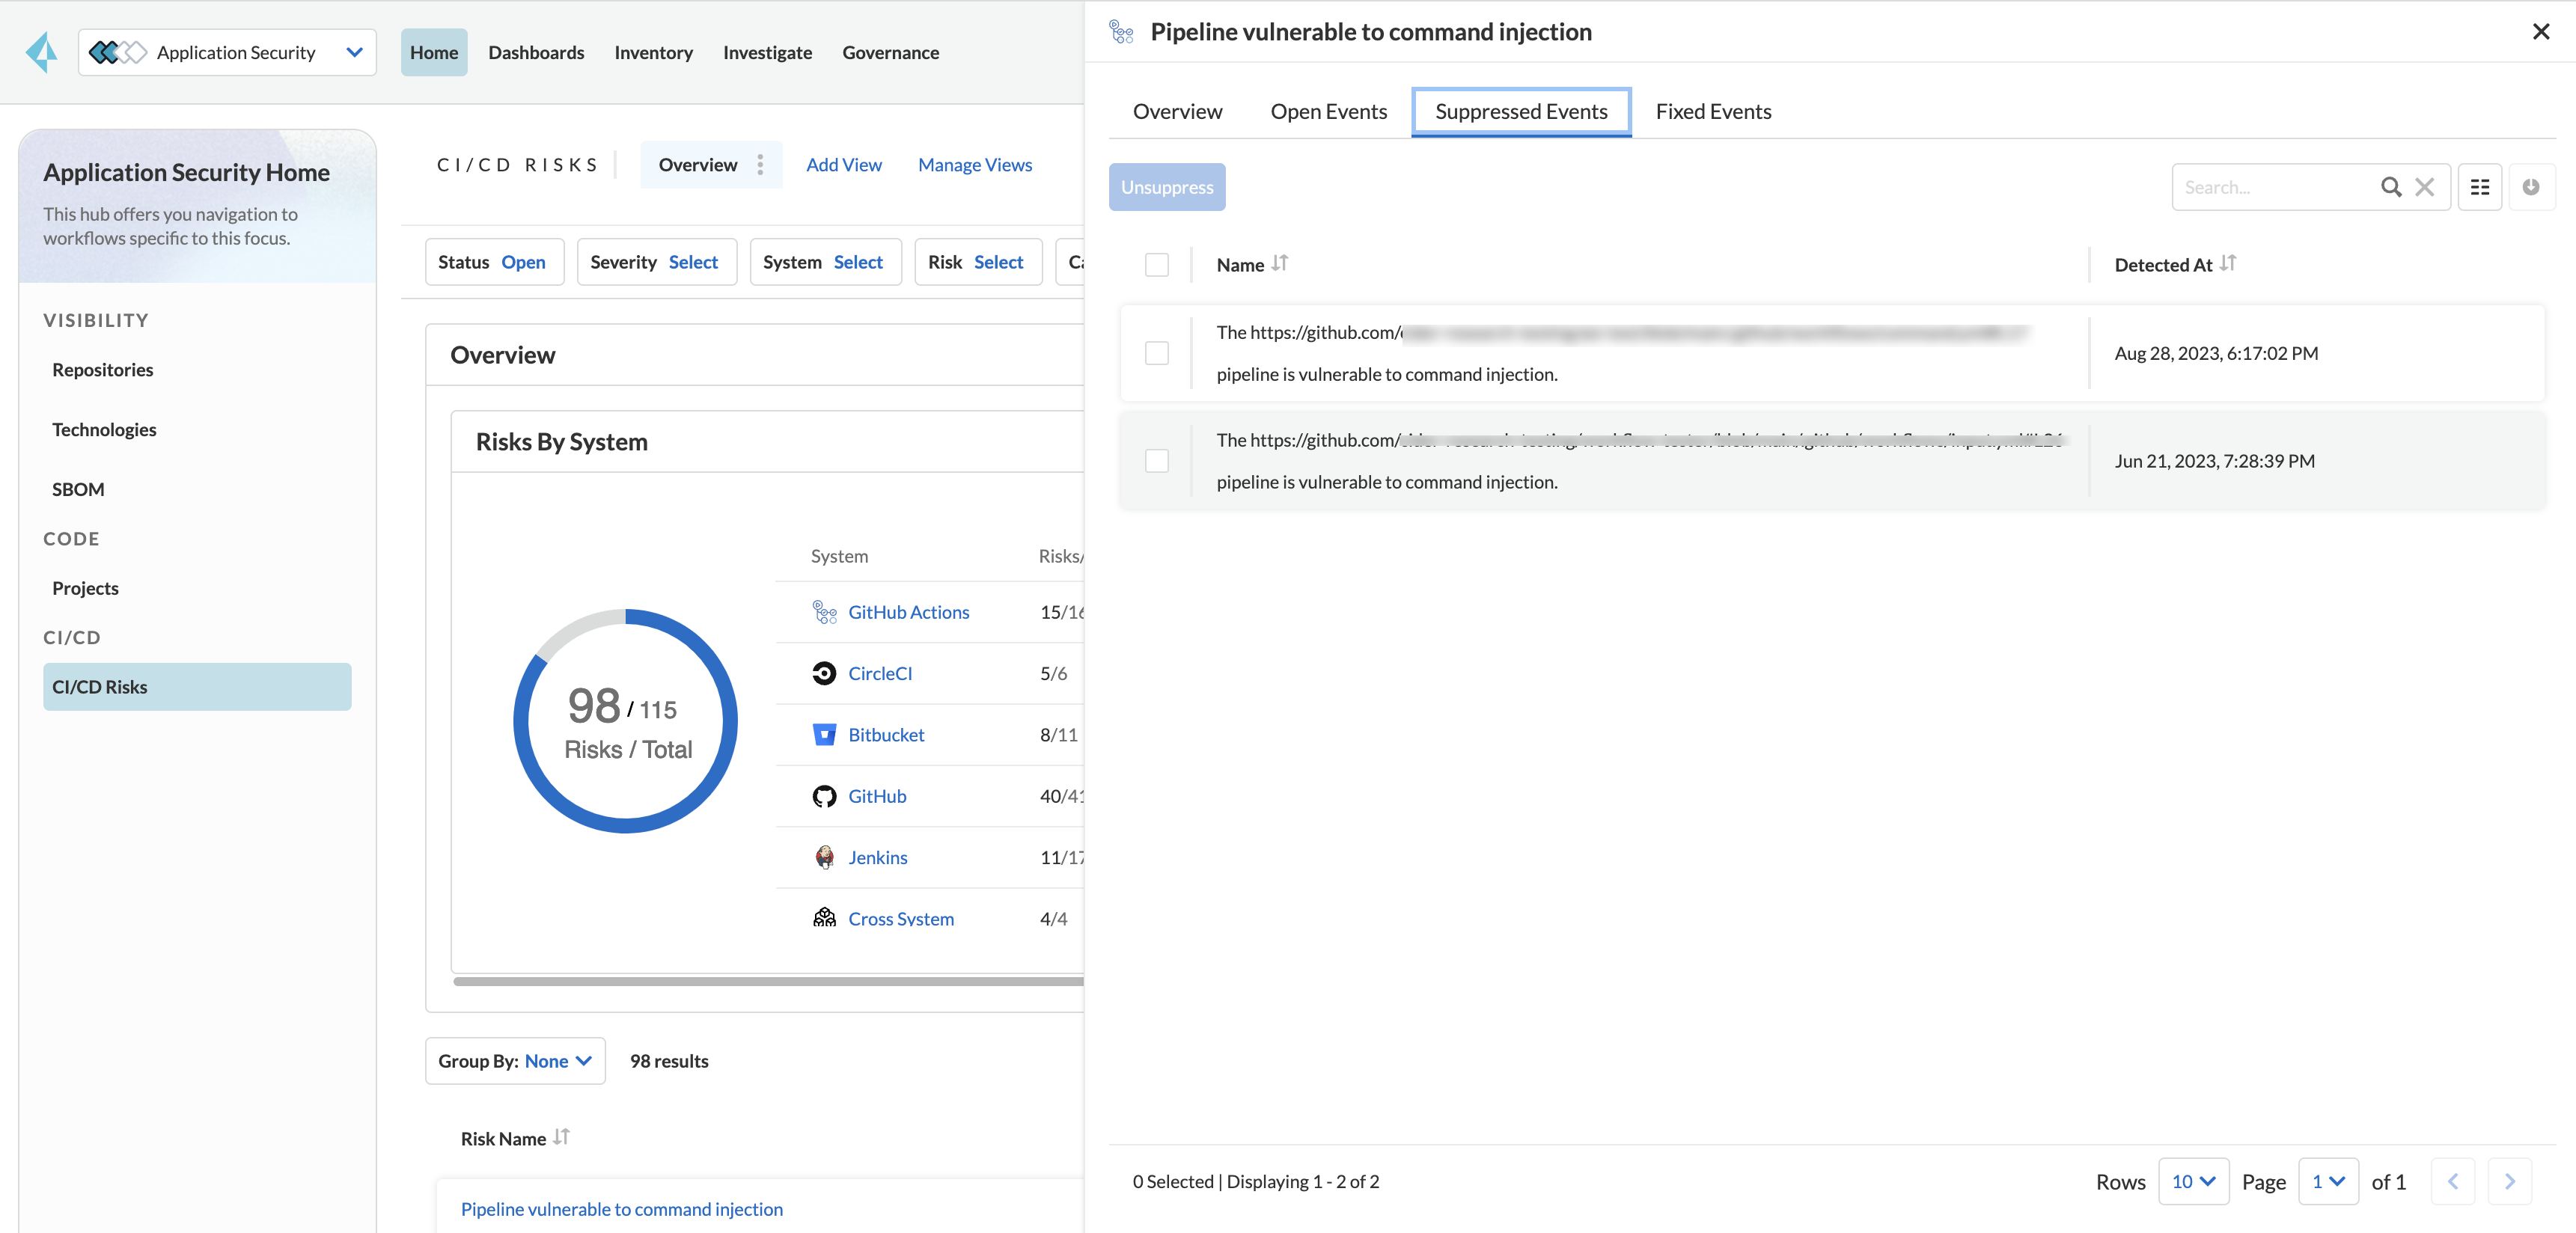 Application Security
Home
Dashboards
Inventory
Investigate
Governance
Application Security Home
This hub offers you navigation to
workflows specific to this focus.
VISIBILITY
Repositories
Technologies
SBOM
CODE
Projects
CI/CD
CI/CD Risks
CI/CD RISKS
Overview
Add View
Manage Views
Status Open
Severity Select
System Select
Risk Select
Overview
Risks By System
98 / 115
Risks / Total
System Risks/
GitHub Actions 15/16
CircleCI 5/6
Bitbucket 8/11
GitHub 40/41
Jenkins 11/17
Cross System 4/4
Group By: None
98 results
Risk Name
Pipeline vulnerable to command injection
Pipeline vulnerable to command injection
Overview
Open Events
Suppressed Events
Fixed Events
Unsuppress
Search...
Name
Detected At
The https://github.com/
pipeline is vulnerable to command injection.
Aug 28, 2023, 6:17:02 PM
The https://github.com/
pipeline is vulnerable to command injection.
Jun 21, 2023, 7:28:39 PM
0 Selected | Displaying 1 - 2 of 2
Rows 10 Page 1 of 1